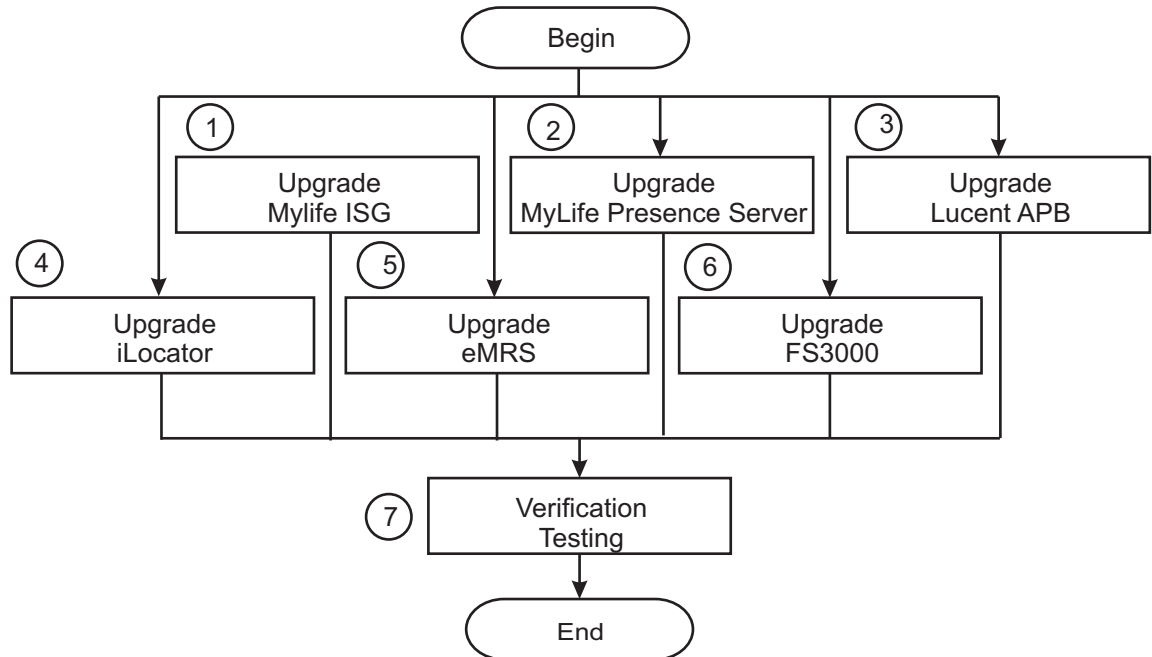 Begin
1
2
3
Upgrade
Mylife ISG
Upgrade
MyLife Presence Server
Upgrade
Lucent APB
4
5
6
Upgrade
iLocator
Upgrade
eMRS
Upgrade
FS3000
7
Verification
Testing
End